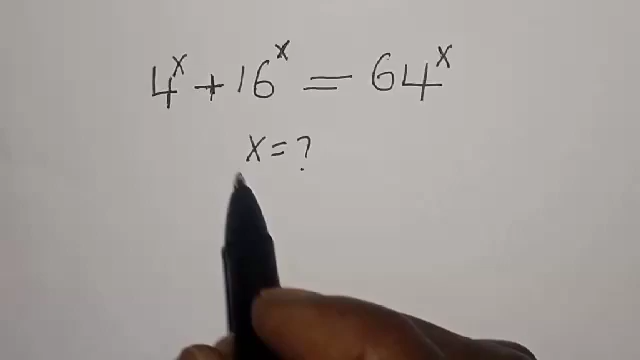 4^x + 16^x = 64^x
x = ?